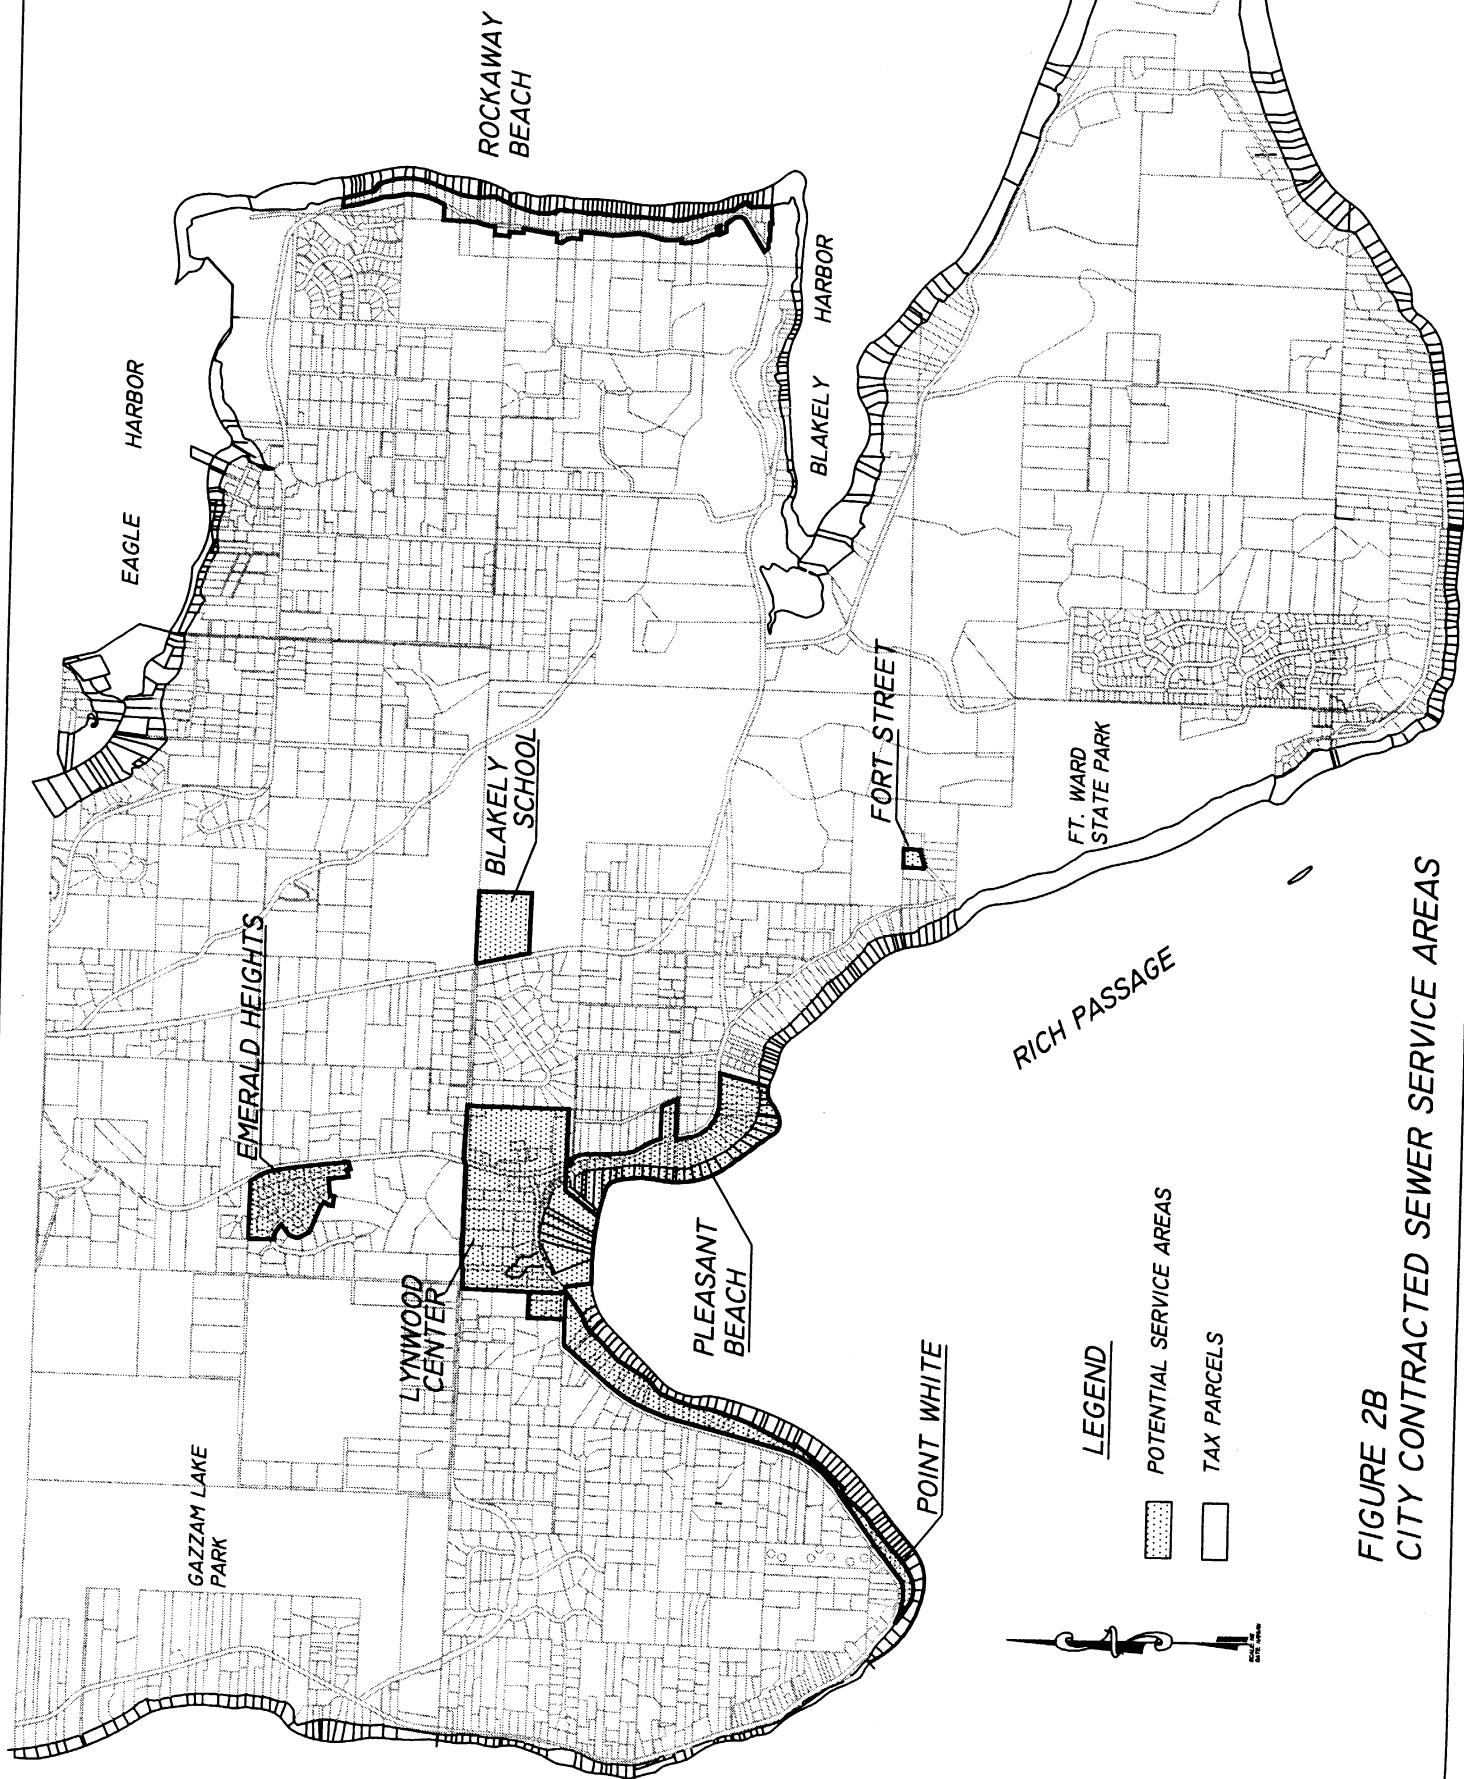 EAGLE HARBOR
GAZZAM LAKE
PARK
EMERALD HEIGHTS
LYNWOOD
CENTER
BLAKELY
SCHOOL
ROCKAWAY
BEACH
PLEASANT
BEACH
BLAKELY HARBOR
FORT STREET
POINT WHITE
RICH PASSAGE
FT. WARD
STATE PARK
LEGEND
POTENTIAL SERVICE AREAS
TAX PARCELS
FIGURE 2B
CITY CONTRACTED SEWER SERVICE AREAS